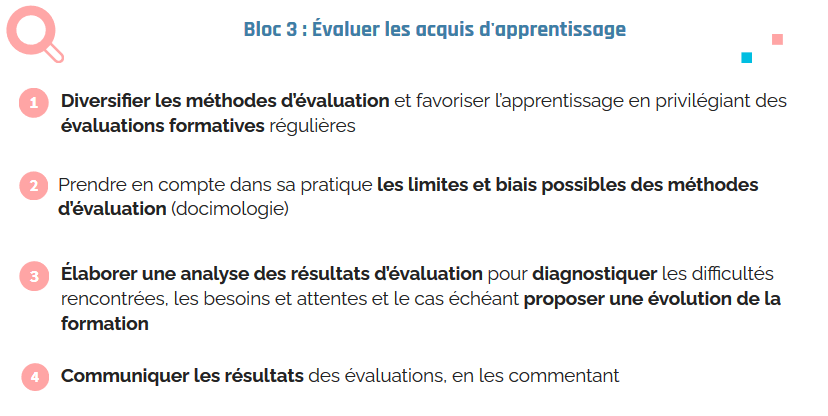 Bloc 3 : Évaluer les acquis d'apprentissage
1 Diversifier les méthodes d’évaluation et favoriser l’apprentissage en privilégiant des
évaluations formatives régulières
2 Prendre en compte dans sa pratique les limites et biais possibles des méthodes
d’évaluation (docimologie)
3 Élaborer une analyse des résultats d’évaluation pour diagnostiquer les difficultés
rencontrées, les besoins et attentes et le cas échéant proposer une évolution de la
formation
4 Communiquer les résultats des évaluations, en les commentant